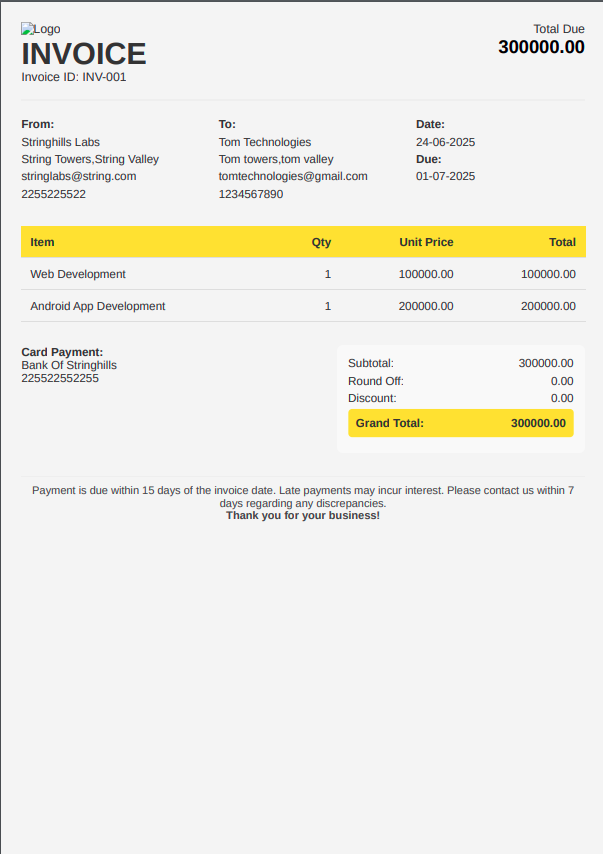 Logo
Total Due
INVOICE
300000.00
Invoice ID: INV-001
From:
To:
Date:
Stringhills Labs
Tom Technologies
24-06-2025
String Towers,String Valley
Tom towers,tom valley
Due:
stringlabs@string.com
tomtechnologies@gmail.com
01-07-2025
2255225522
1234567890
Item Qty Unit Price Total
Web Development 1 100000.00 100000.00
Android App Development 1 200000.00 200000.00
Card Payment:
Bank Of Stringhills
225522552255
Subtotal: 300000.00
Round Off: 0.00
Discount: 0.00
Grand Total: 300000.00
Payment is due within 15 days of the invoice date. Late payments may incur interest. Please contact us within 7
days regarding any discrepancies.
Thank you for your business!